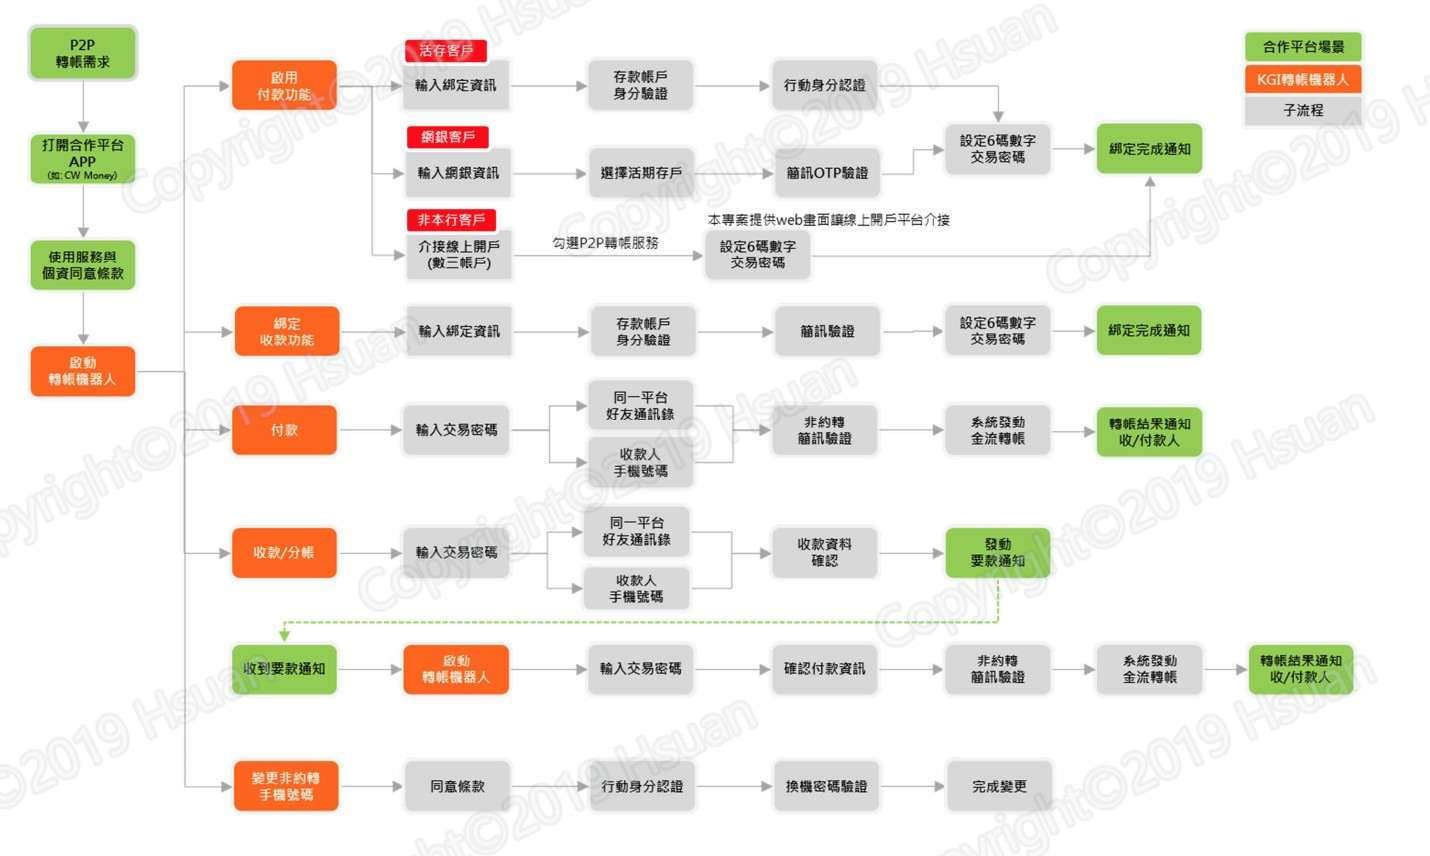 P2P
轉帳需求
打開合作平台
APP
(如: CW Money)
使用服務與
個資同意條款
啟動
轉帳機器人
合作平台場景
KGI轉帳機器人
子流程
啟用
付款功能
活存客戶
輸入綁定資訊
存款帳戶
身分驗證
行動身分認證
網銀客戶
輸入網銀資訊
選擇活期存戶
簡訊OTP驗證
設定6碼數字
交易密碼
綁定完成通知
非本行客戶
介接線上開戶
(數三帳戶)
勾選P2P轉帳服務
本專案提供web畫面讓線上開戶平台介接
設定6碼數字
交易密碼
綁定
收款功能
輸入綁定資訊
存款帳戶
身分驗證
簡訊驗證
設定6碼數字
交易密碼
綁定完成通知
付款
輸入交易密碼
同一平台
好友通訊錄
收款人
手機號碼
非約轉
簡訊驗證
系統發動
金流轉帳
轉帳結果通知
收/付款人
收款/分帳
輸入交易密碼
同一平台
好友通訊錄
收款人
手機號碼
收款資料
確認
發動
要款通知
收到要款通知
啟動
轉帳機器人
輸入交易密碼
確認付款資訊
非約轉
簡訊驗證
系統發動
金流轉帳
轉帳結果通知
收/付款人
變更非約轉
手機號碼
同意條款
行動身分認證
換機密碼驗證
完成變更
Copyright©2019 Hsuan
Copyright©2019 Hsuan
Copyright©2019 Hsuan
Copyright©2019 Hsuan
Copyright©2019 Hsuan
Copyright©2019 Hsuan
©2019 Hsuan